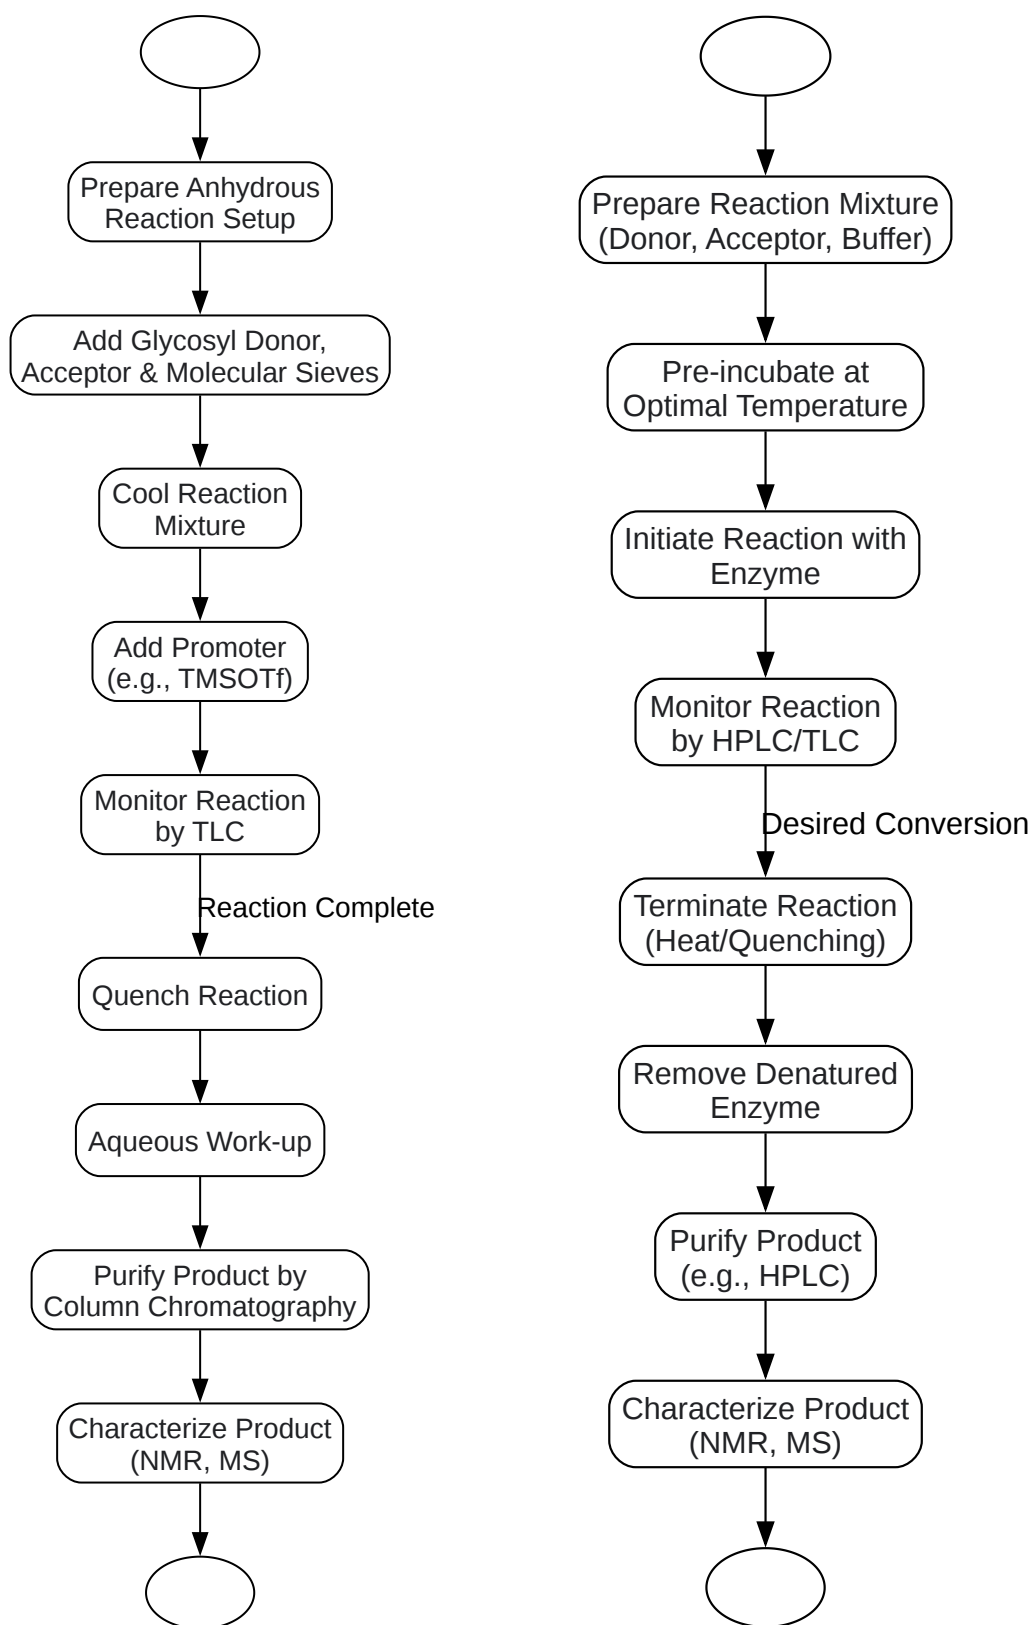 Prepare Anhydrous
Reaction Setup
Add Glycosyl Donor,
Acceptor & Molecular Sieves
Cool Reaction
Mixture
Add Promoter
(e.g., TMSOTf)
Monitor Reaction
by TLC
Reaction Complete
Quench Reaction
Aqueous Work-up
Purify Product by
Column Chromatography
Characterize Product
(NMR, MS)
Prepare Reaction Mixture
(Donor, Acceptor, Buffer)
Pre-incubate at
Optimal Temperature
Initiate Reaction with
Enzyme
Monitor Reaction
by HPLC/TLC
Desired Conversion
Terminate Reaction
(Heat/Quenching)
Remove Denatured
Enzyme
Purify Product
(e.g., HPLC)
Characterize Product
(NMR, MS)